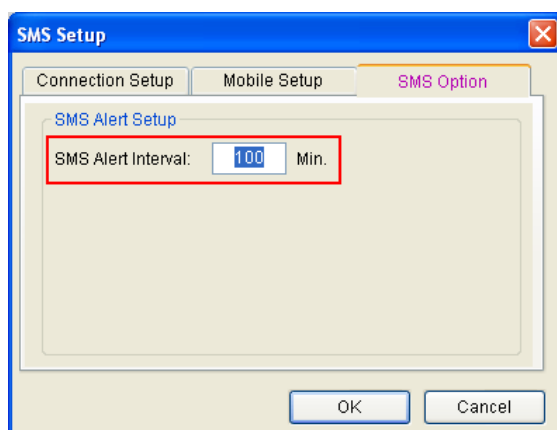 SMS Setup
Connection Setup Mobile Setup SMS Option
SMS Alert Setup
SMS Alert Interval: 100 Min.
OK Cancel